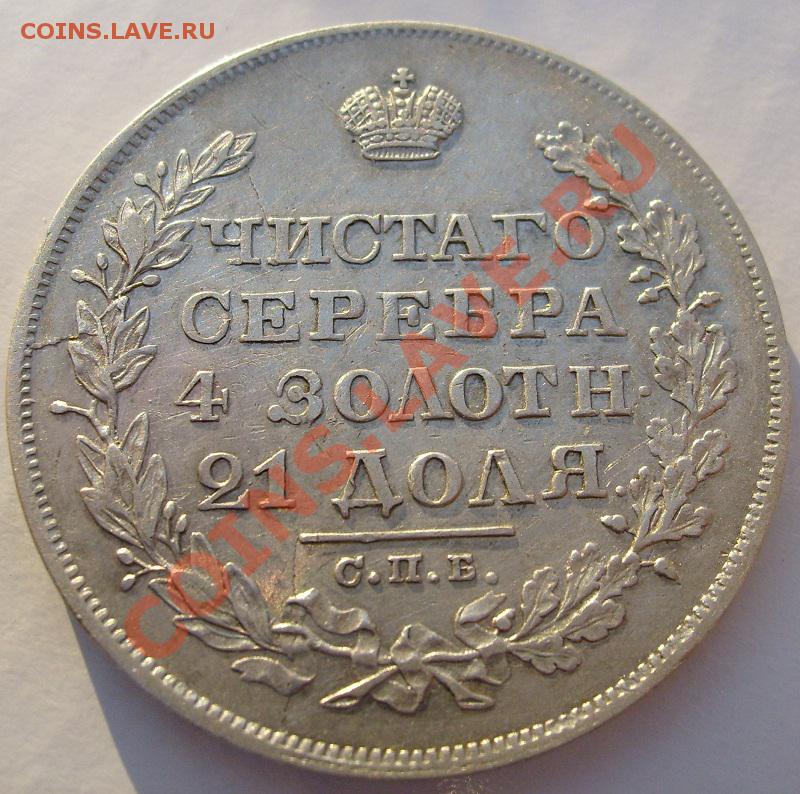 COINS.LAVE.RU
ЧИСТАГО
СЕРЕБРА
4 ЗОЛОТН.
21 ДОЛЯ.
С.П.Б.
COINS.LAVE.RU